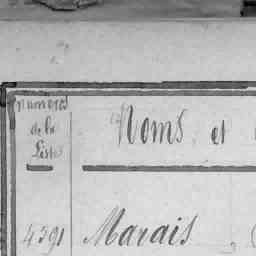 Numéros
de la
Liste
Noms et
4391 Marais